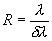 R = λ / δλ